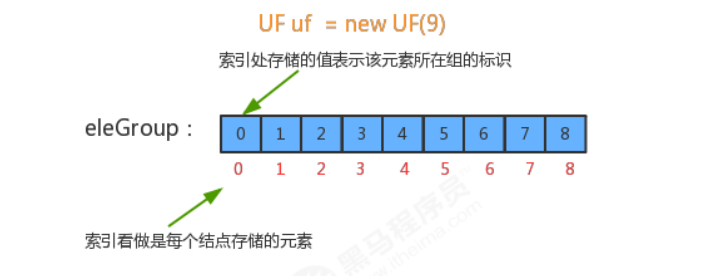 UF uf = new UF(9)
索引处存储的值表示该元素所在组的标识
eleGroup：
0 1 2 3 4 5 6 7 8
0 1 2 3 4 5 6 7 8
索引看做是每个结点存储的元素
黑马程序员
www.itheima.com